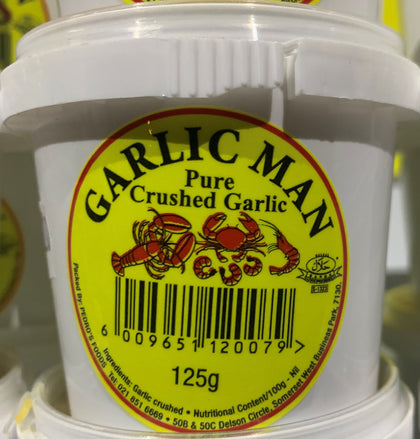 GARLIC MAN
Pure
Crushed Garlic
حلال
6 009651 120079 >
125g
Packed By: PEDRO'S FOODS
Ingredients: Garlic crushed • Nutritional Content/100g - Nil
Tel: 021 851 6669 • 50B & 50C Delson Circle, Somerset West Business Park, 7130.